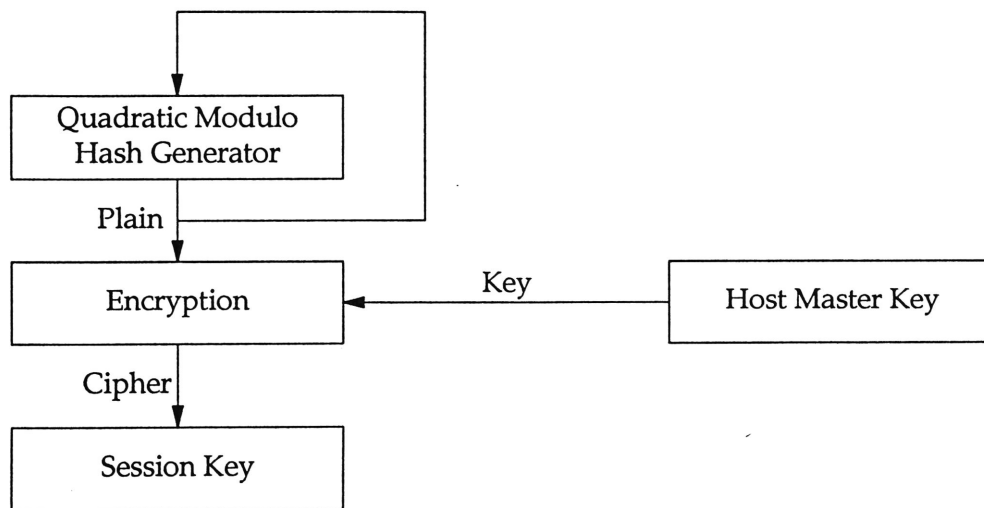 Quadratic Modulo
Hash Generator
Plain
Encryption
Key
Host Master Key
Cipher
Session Key